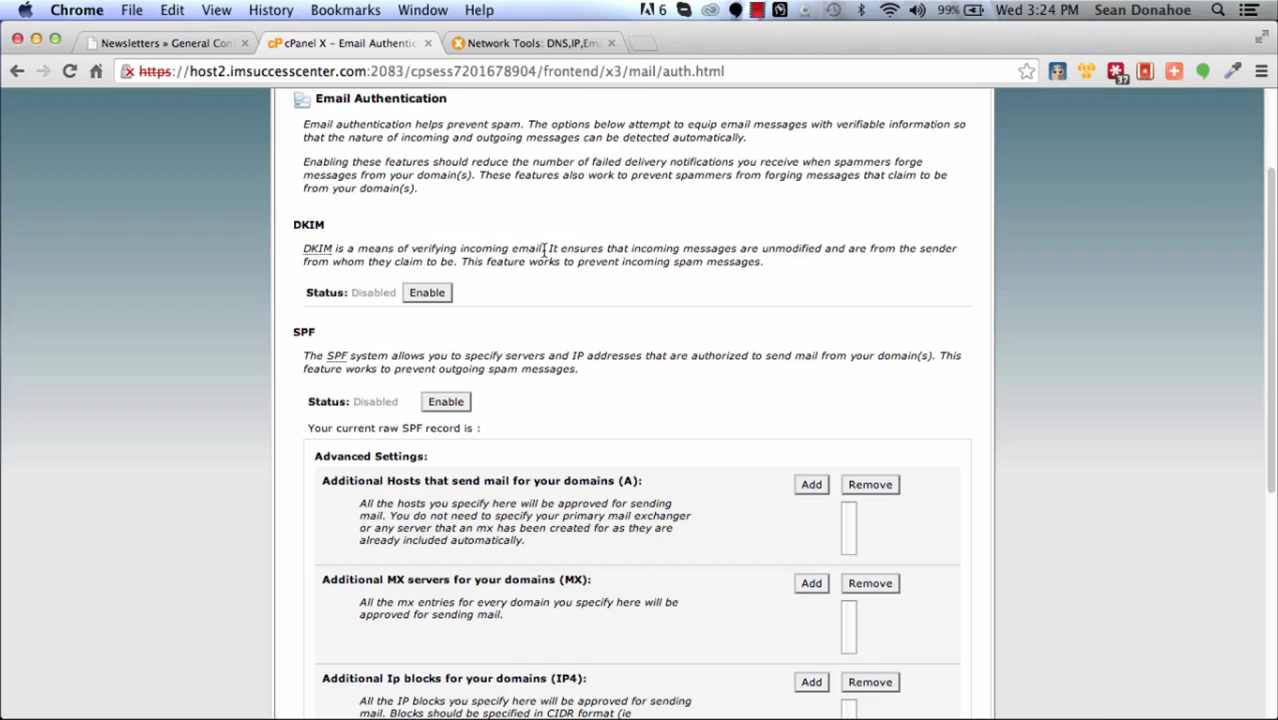 Chrome File Edit View History Bookmarks Window Help 6 99% Wed 3:24 PM Sean Donahoe
Newsletters » General Con cPanel X - Email Authentic Network Tools: DNS,IP,Em
https://host2.imsuccesscenter.com:2083/cpsess7201678904/frontend/x3/mail/auth.html 37
Email Authentication
Email authentication helps prevent spam. The options below attempt to equip email messages with verifiable information so
that the nature of incoming and outgoing messages can be detected automatically.
Enabling these features should reduce the number of failed delivery notifications you receive when spammers forge
messages from your domain(s). These features also work to prevent spammers from forging messages that claim to be
from your domain(s).
DKIM
DKIM is a means of verifying incoming email. It ensures that incoming messages are unmodified and are from the sender
from whom they claim to be. This feature works to prevent incoming spam messages.
Status: Disabled Enable
SPF
The SPF system allows you to specify servers and IP addresses that are authorized to send mail from your domain(s). This
feature works to prevent outgoing spam messages.
Status: Disabled Enable
Your current raw SPF record is :
Advanced Settings:
Additional Hosts that send mail for your domains (A): Add Remove
All the hosts you specify here will be approved for sending
mail. You do not need to specify your primary mail exchanger
or any server that an mx has been created for as they are
already included automatically.
Additional MX servers for your domains (MX): Add Remove
All the mx entries for every domain you specify here will be
approved for sending mail.
Additional Ip blocks for your domains (IP4): Add Remove
All the IP blocks you specify here will be approved for sending
mail. Blocks should be specified in CIDR format (ie